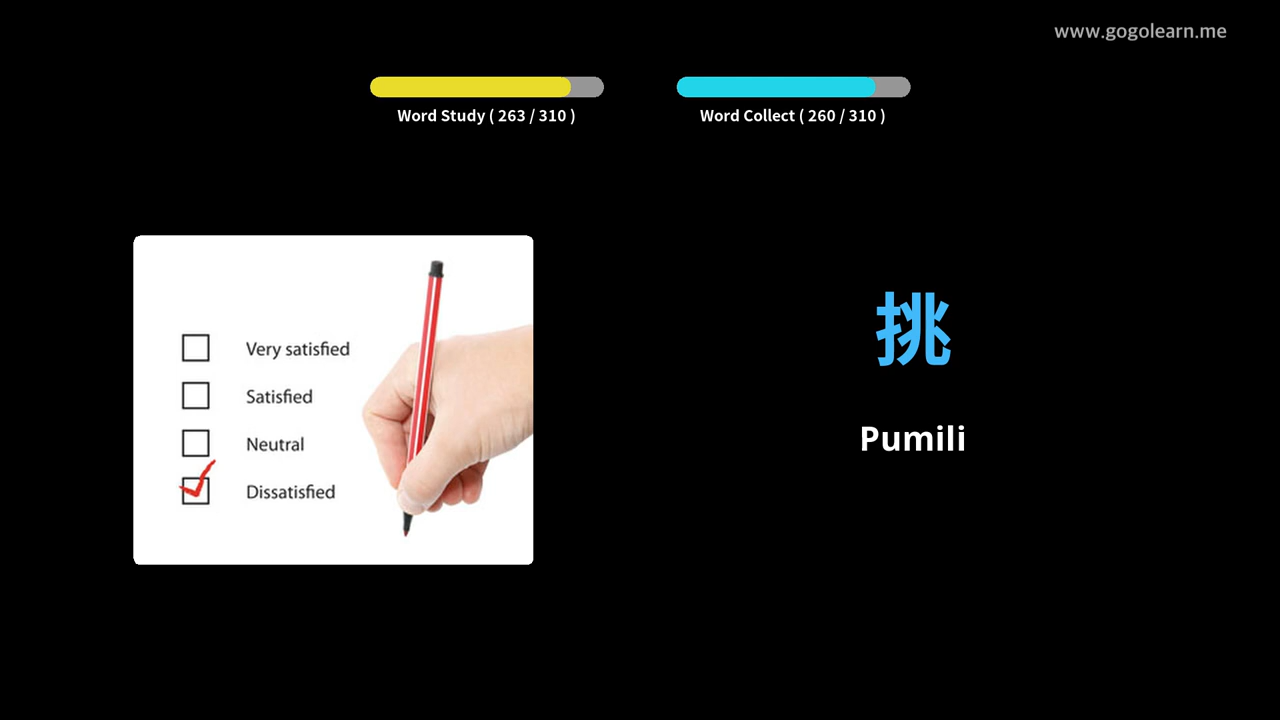 www.gogolearn.me
Word Study ( 263 / 310 )
Word Collect ( 260 / 310 )
Very satisfied
Satisfied
Neutral
Dissatisfied
挑
Pumili